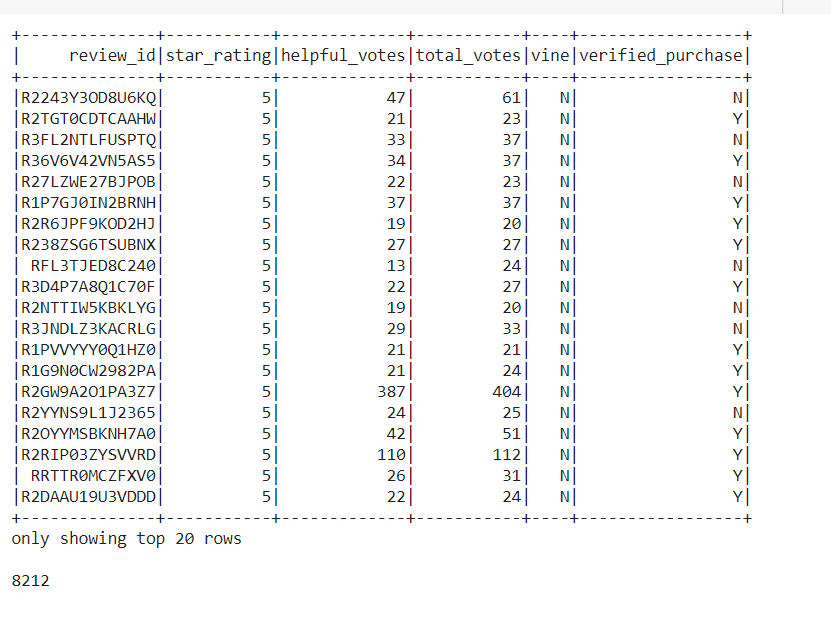 +--------------+-----------+-------------+-----------+----+-----------------+
|     review_id|star_rating|helpful_votes|total_votes|vine|verified_purchase|
+--------------+-----------+-------------+-----------+----+-----------------+
|R2243Y3OD8U6KQ|          5|           47|         61|   N|                N|
|R2TGT0CDTCAAHW|          5|           21|         23|   N|                Y|
|R3FL2NTLFUSPTQ|          5|           33|         37|   N|                N|
|R36V6V42VN5AS5|          5|           34|         37|   N|                Y|
|R27LZWE27BJPOB|          5|           22|         23|   N|                N|
|R1P7GJ0IN2BRNH|          5|           37|         37|   N|                Y|
|R2R6JPF9KOD2HJ|          5|           19|         20|   N|                Y|
|R238ZSG6TSUBNX|          5|           27|         27|   N|                Y|
| RFL3TJED8C240|          5|           13|         24|   N|                N|
|R3D4P7A8Q1C70F|          5|           22|         27|   N|                Y|
|R2NTTIW5KBKLYG|          5|           19|         20|   N|                N|
|R3JNDLZ3KACRLG|          5|           29|         33|   N|                N|
|R1PVVYYY0Q1HZ0|          5|           21|         21|   N|                Y|
|R1G9N0CW2982PA|          5|           21|         24|   N|                Y|
|R2GW9A2O1PA3Z7|          5|          387|        404|   N|                Y|
|R2YYNS9L1J2365|          5|           24|         25|   N|                N|
|R2OYYMSBKNH7A0|          5|           42|         51|   N|                Y|
|R2RIP03ZYSVVRD|          5|          110|        112|   N|                Y|
| RRTTR0MCZFXV0|          5|           26|         31|   N|                Y|
|R2DAAU19U3VDDD|          5|           22|         24|   N|                Y|
+--------------+-----------+-------------+-----------+----+-----------------+
only showing top 20 rows
8212